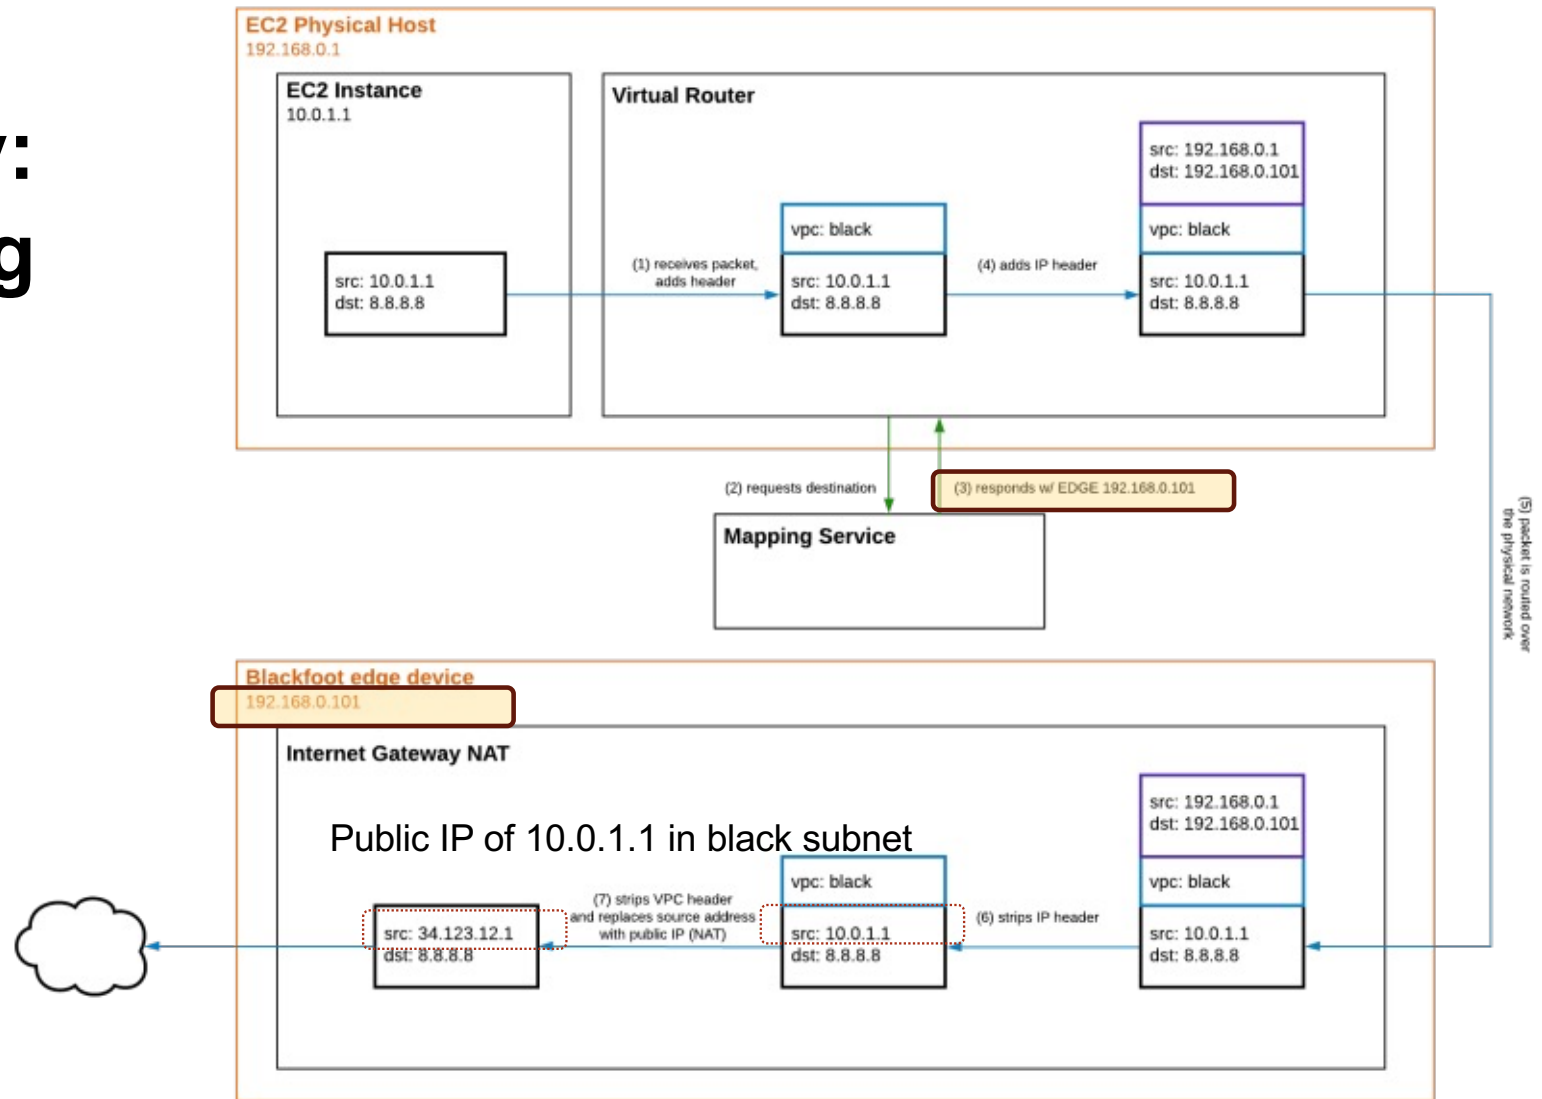 y:
g
EC2 Physical Host
192.168.0.1
EC2 Instance
10.0.1.1
src: 10.0.1.1
dst: 8.8.8.8
Virtual Router
(1) receives packet,
adds header
vpc: black
src: 10.0.1.1
dst: 8.8.8.8
(4) adds IP header
src: 192.168.0.1
dst: 192.168.0.101
vpc: black
src: 10.0.1.1
dst: 8.8.8.8
(2) requests destination
(3) responds w/ EDGE 192.168.0.101
Mapping Service
(5) packet is routed over
the physical network
Blackfoot edge device
192.168.0.101
Internet Gateway NAT
Public IP of 10.0.1.1 in black subnet
src: 192.168.0.1
dst: 192.168.0.101
vpc: black
src: 10.0.1.1
dst: 8.8.8.8
(6) strips IP header
vpc: black
src: 10.0.1.1
dst: 8.8.8.8
(7) strips VPC header
and replaces source address
with public IP (NAT)
src: 34.123.12.1
dst: 8.8.8.8